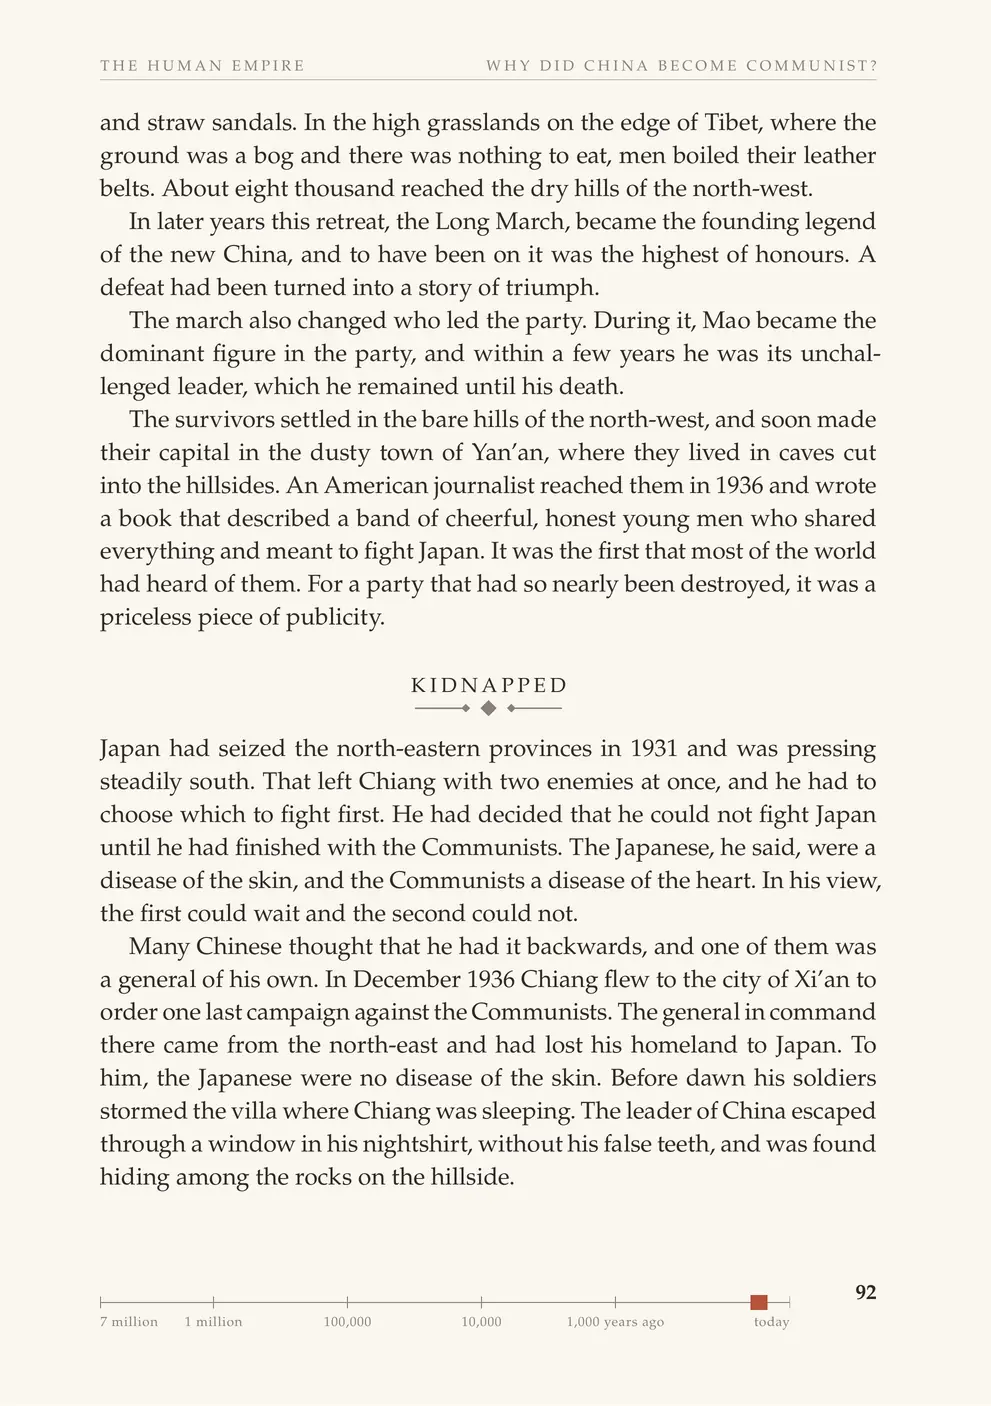 THE HUMAN EMPIRE WHY DID CHINA BECOME COMMUNIST?
and straw sandals. In the high grasslands on the edge of Tibet, where the
ground was a bog and there was nothing to eat, men boiled their leather
belts. About eight thousand reached the dry hills of the north-west.
In later years this retreat, the Long March, became the founding legend
of the new China, and to have been on it was the highest of honours. A
defeat had been turned into a story of triumph.
The march also changed who led the party. During it, Mao became the
dominant figure in the party, and within a few years he was its unchal-
lenged leader, which he remained until his death.
The survivors settled in the bare hills of the north-west, and soon made
their capital in the dusty town of Yan’an, where they lived in caves cut
into the hillsides. An American journalist reached them in 1936 and wrote
a book that described a band of cheerful, honest young men who shared
everything and meant to fight Japan. It was the first that most of the world
had heard of them. For a party that had so nearly been destroyed, it was a
priceless piece of publicity.
KIDNAPPED
Japan had seized the north-eastern provinces in 1931 and was pressing
steadily south. That left Chiang with two enemies at once, and he had to
choose which to fight first. He had decided that he could not fight Japan
until he had finished with the Communists. The Japanese, he said, were a
disease of the skin, and the Communists a disease of the heart. In his view,
the first could wait and the second could not.
Many Chinese thought that he had it backwards, and one of them was
a general of his own. In December 1936 Chiang flew to the city of Xi’an to
order one last campaign against the Communists. The general in command
there came from the north-east and had lost his homeland to Japan. To
him, the Japanese were no disease of the skin. Before dawn his soldiers
stormed the villa where Chiang was sleeping. The leader of China escaped
through a window in his nightshirt, without his false teeth, and was found
hiding among the rocks on the hillside.
92
7 million 1 million 100,000 10,000 1,000 years ago today